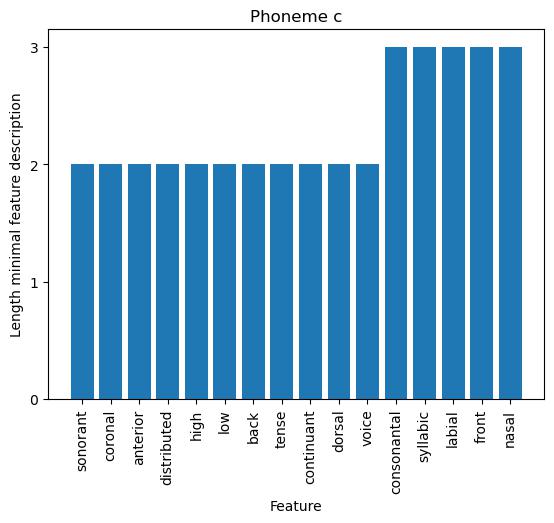 Phoneme c
Length minimal feature description
3
2
1
0
sonorant
coronal
anterior
distributed
high
low
back
tense
continuant
dorsal
voice
consonantal
syllabic
labial
front
nasal
Feature